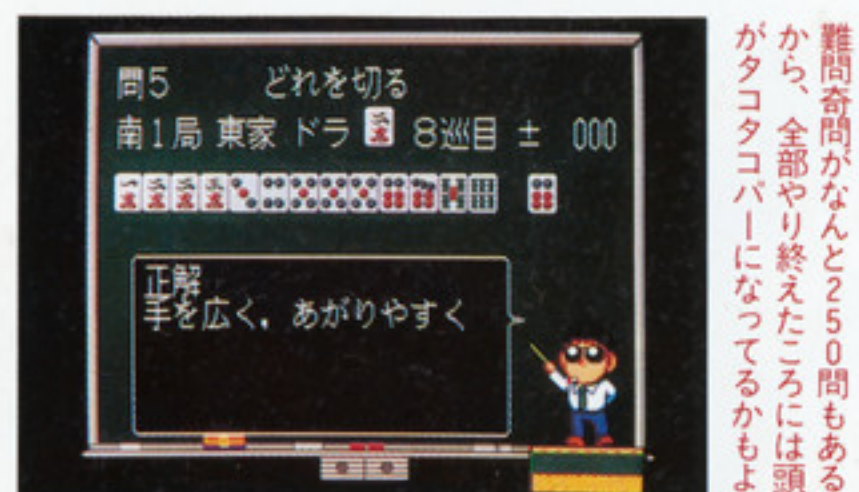 難問奇問がなんと250問もある
から、全部やり終えたころには頭
がタコタコパーになってるかもよ
問5 どれを切る
南1局 東家 ドラ 8巡目 ± 000
正解
手を広く，あがりやすく